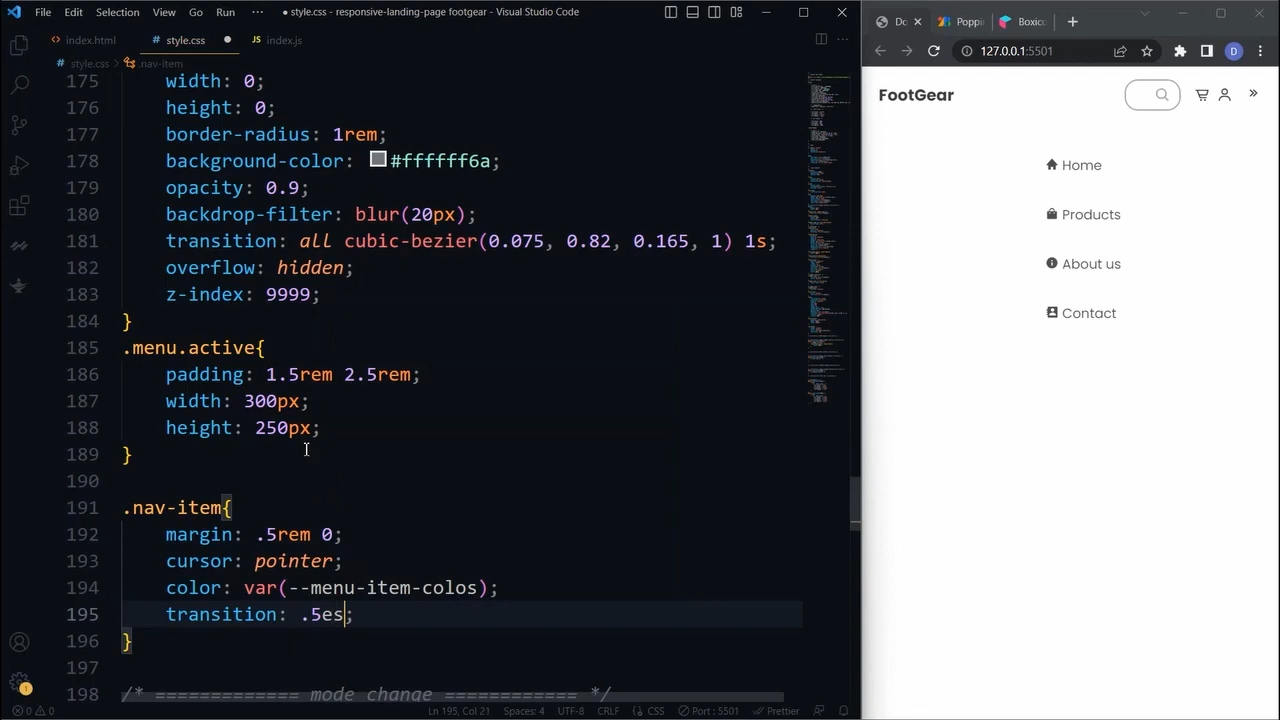 File Edit Selection View Go Run ··· ● style.css - responsive-landing-page footgear - Visual Studio Code
index.html # style.css ● JS index.js
# style.css > .nav-item
175 width: 0;
176 height: 0;
177 border-radius: 1rem;
178 background-color: #ffffff6a;
179 opacity: 0.9;
180 backdrop-filter: blur(20px);
181 transition: all cubic-bezier(0.075, 0.82, 0.165, 1) 1s;
182 overflow: hidden;
183 z-index: 9999;
184 }
185 .menu.active{
186 padding: 1.5rem 2.5rem;
187 width: 300px;
188 height: 250px;
189 }
190
191 .nav-item{
192 margin: .5rem 0;
193 cursor: pointer;
194 color: var(--menu-item-colos);
195 transition: .5es;
196 }
197
198 /* =========== mode change =========== */
1
0 0 Ln 195, Col 21 Spaces: 4 UTF-8 CRLF CSS Port : 5501 Prettier
Do Poppi Boxico
127.0.0.1:5501 D
FootGear
Home
Products
About us
Contact